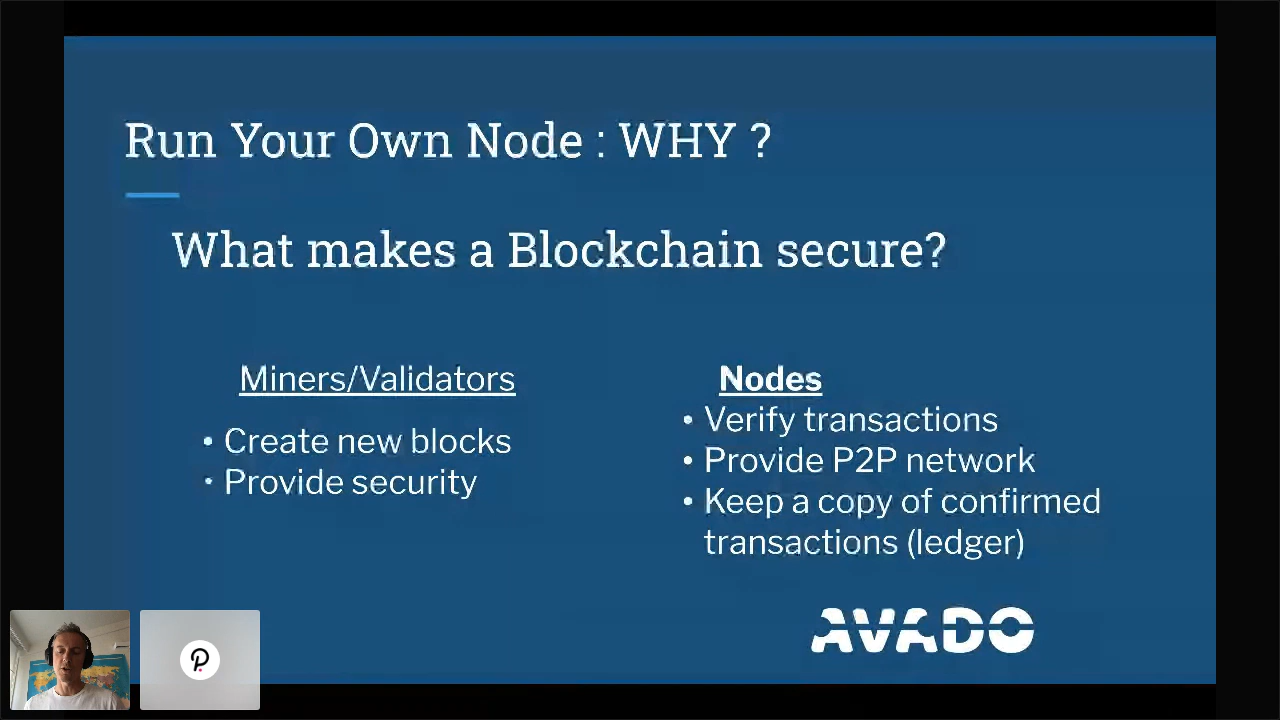 Run Your Own Node : WHY ?
What makes a Blockchain secure?
Miners/Validators
• Create new blocks
• Provide security
Nodes
• Verify transactions
• Provide P2P network
• Keep a copy of confirmed
transactions (ledger)
AVADO